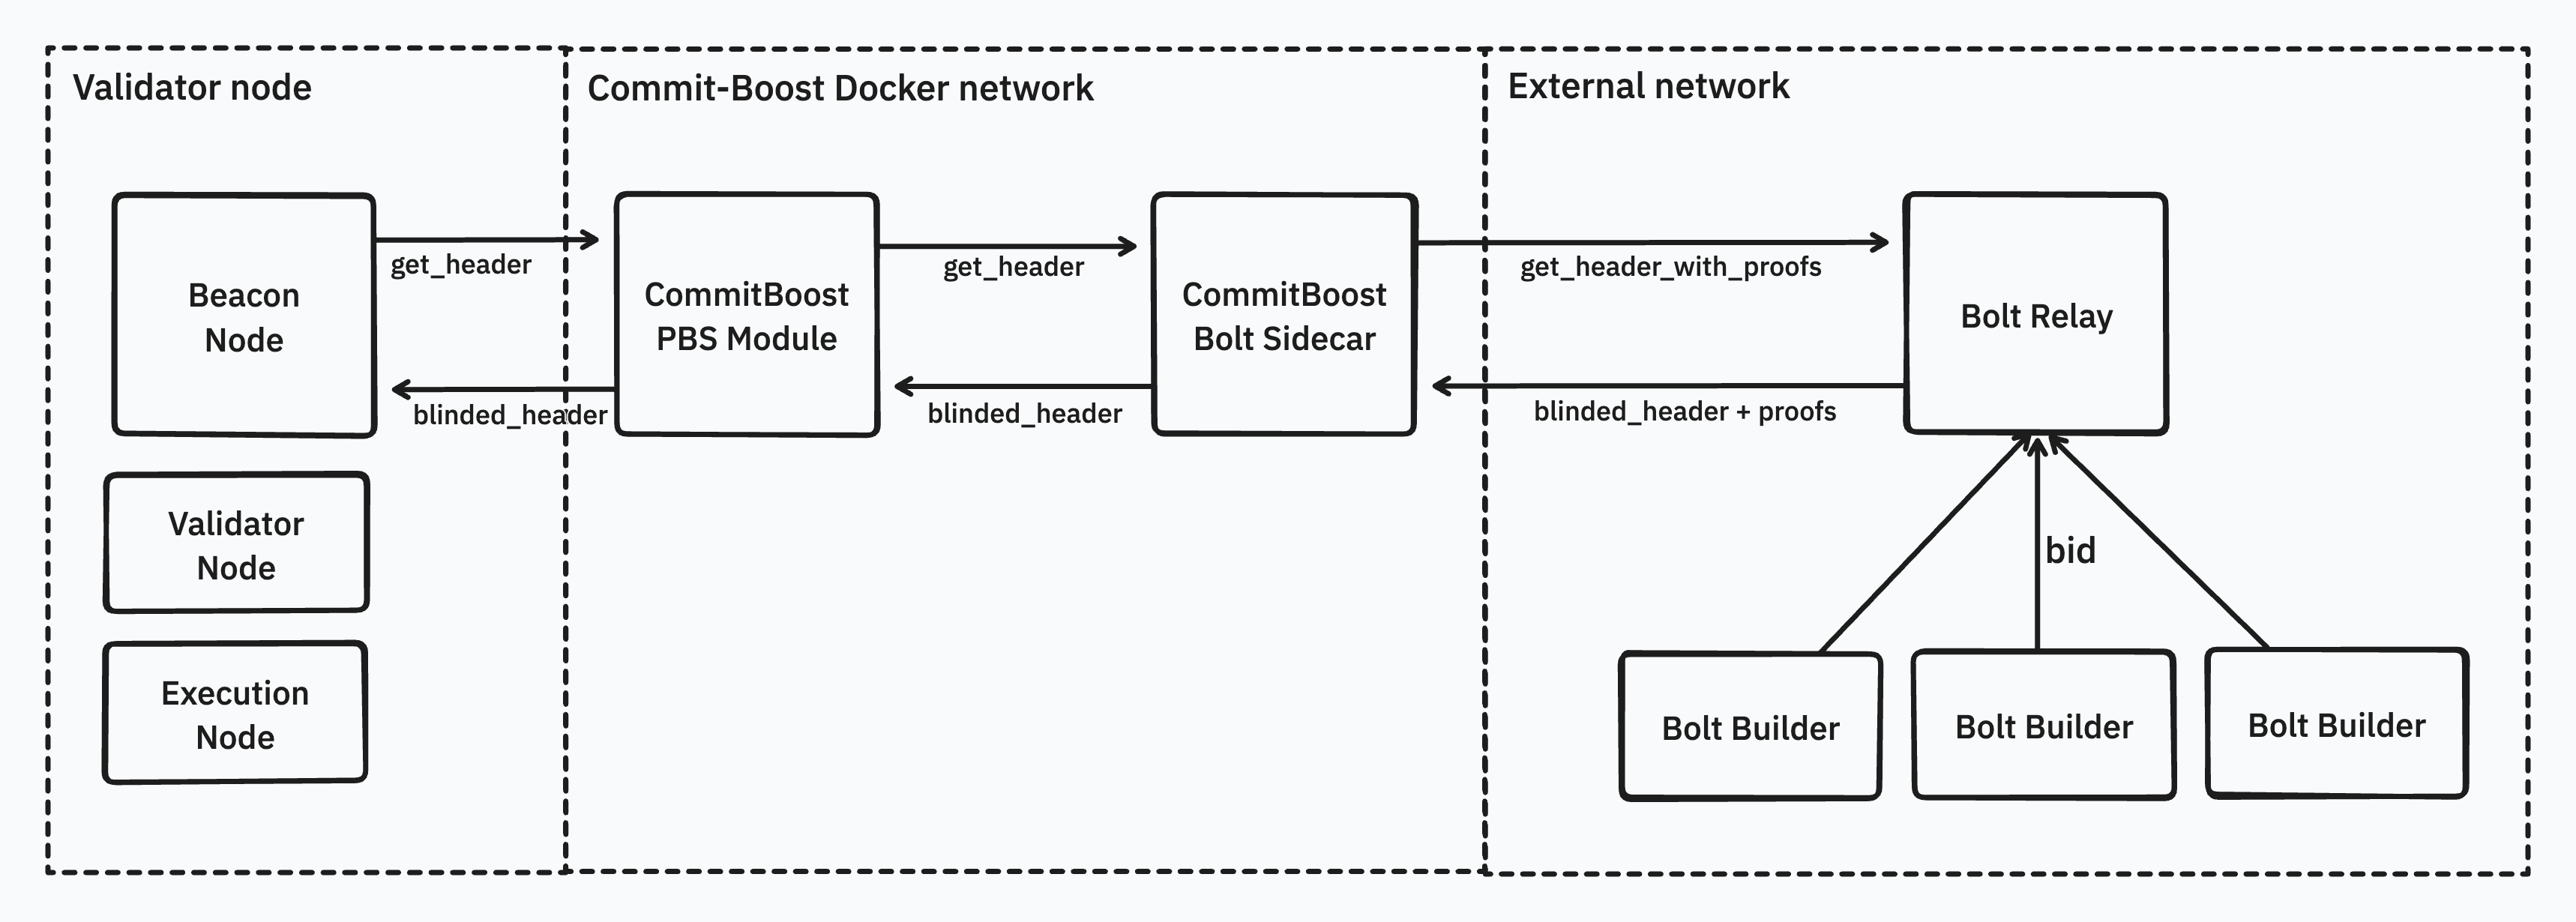 Validator node
Commit-Boost Docker network
External network
Beacon
Node
get_header
blinded_header
CommitBoost
PBS Module
get_header
blinded_header
CommitBoost
Bolt Sidecar
get_header_with_proofs
blinded_header + proofs
Bolt Relay
Validator
Node
Execution
Node
bid
Bolt Builder
Bolt Builder
Bolt Builder